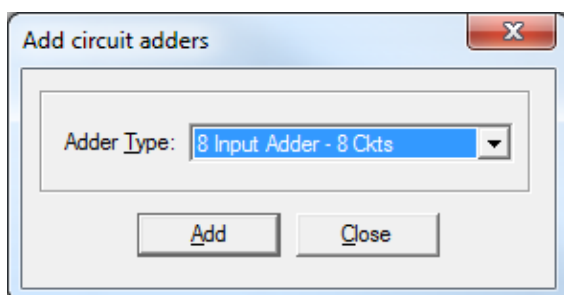 Add circuit adders
Adder Type: 8 Input Adder - 8 Ckts
Add Close